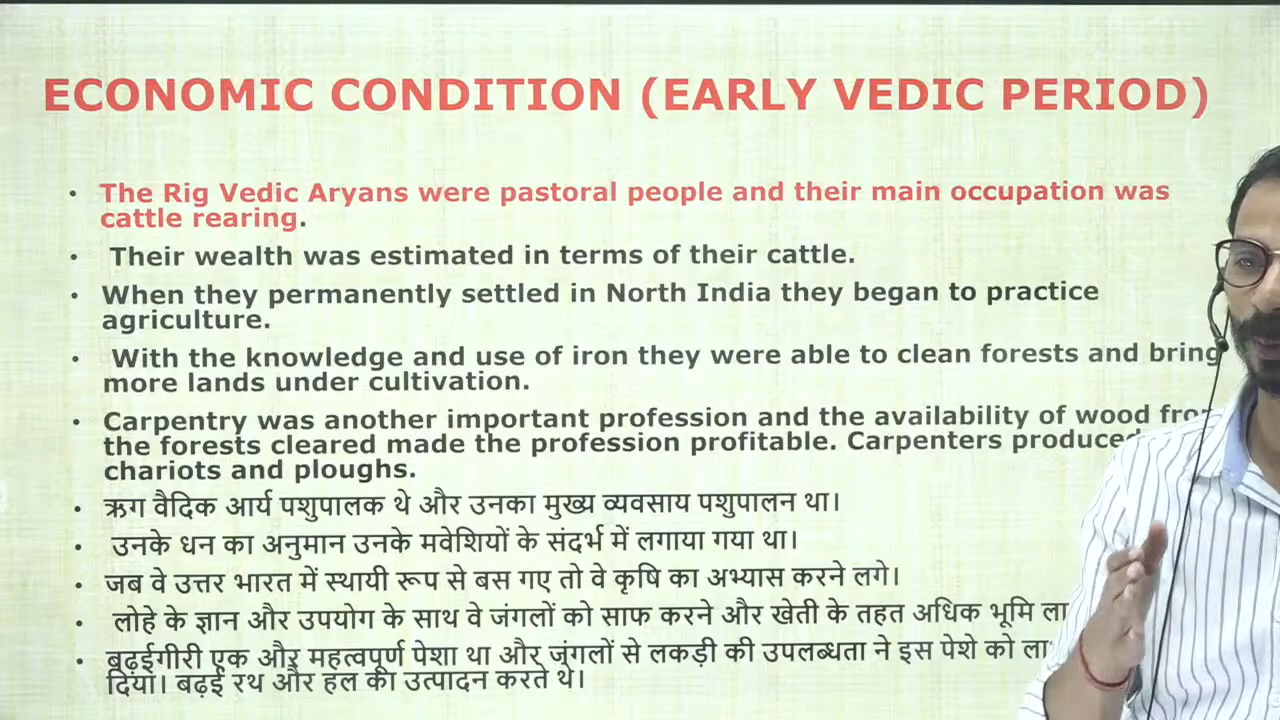 ECONOMIC CONDITION (EARLY VEDIC PERIOD)
• The Rig Vedic Aryans were pastoral people and their main occupation was
cattle rearing.
• Their wealth was estimated in terms of their cattle.
• When they permanently settled in North India they began to practice
agriculture.
• With the knowledge and use of iron they were able to clean forests and bring
more lands under cultivation.
• Carpentry was another important profession and the availability of wood
the forests cleared made the profession profitable. Carpenters produced
chariots and ploughs.
• ऋग वैदिक आर्य पशुपालक थे और उनका मुख्य व्यवसाय पशुपालन था।
• उनके धन का अनुमान उनके मवेशियों के संदर्भ में लगाया गया था।
• जब वे उत्तर भारत में स्थायी रूप से बस गए तो वे कृषि का अभ्यास करने लगे।
• लोहे के ज्ञान और उपयोग के साथ वे जंगलों को साफ करने और खेती के तहत अधिक भूमि
• बढ़ईगीरी एक और महत्वपूर्ण पेशा था और जंगलों से लकड़ी की उपलब्धता ने इस पेशे को
दिया। बढ़ई रथ और हल का उत्पादन करते थे।